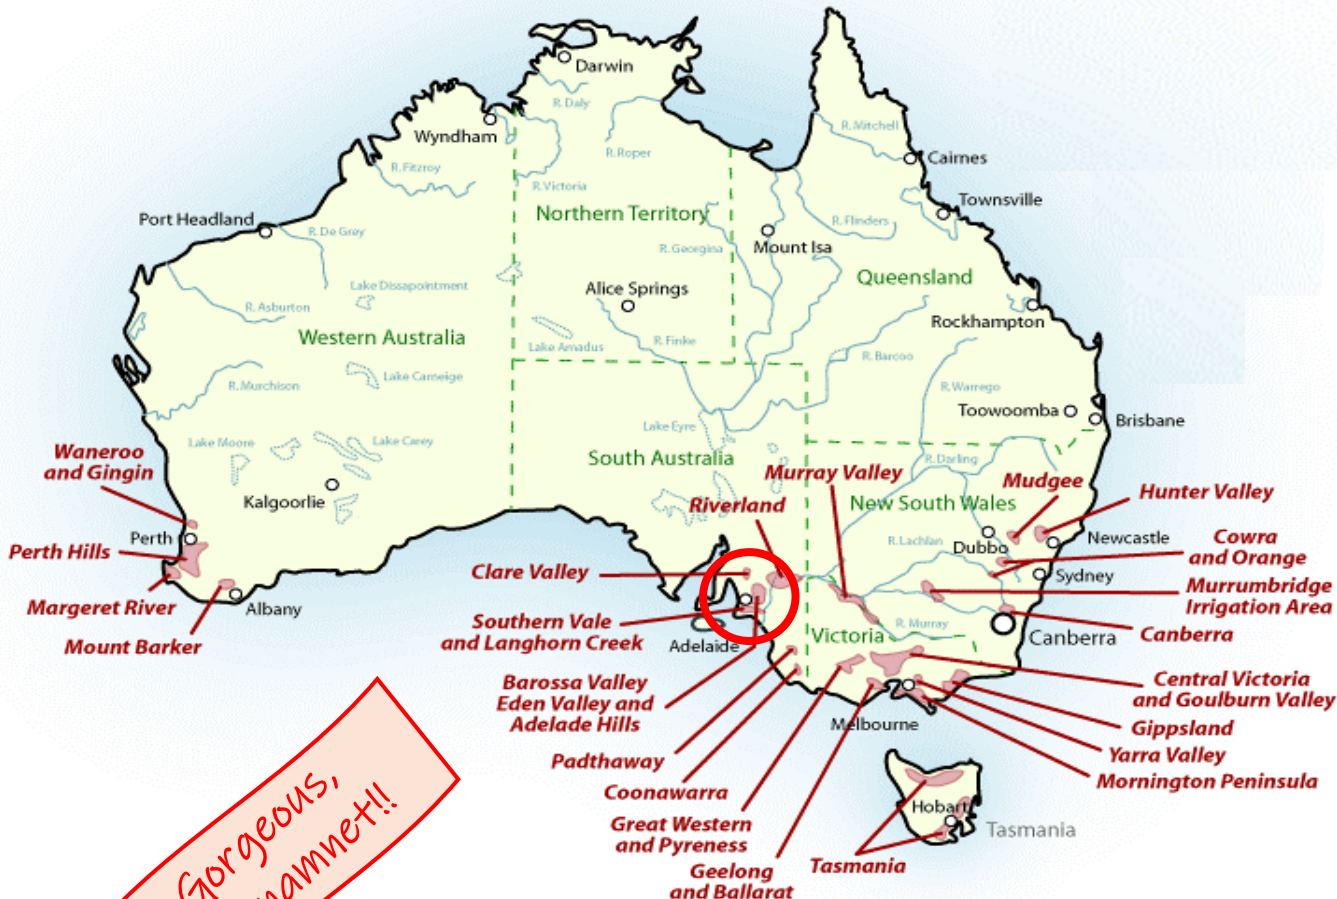 Darwin
R. Daly
Wyndham
R. Mitchell
R. Roper
Cairnes
R. Fitzroy
R. Victoria
Townsville
Northern Territory
Port Headland
R. De Grey
R. Flinders
R. Georgina
Mount Isa
Queensland
Lake Dissapointment
Alice Springs
R. Asburton
Rockhampton
Western Australia
Lake Amadus
R. Finke
R. Barcoo
Lake Carneige
R. Murchison
R. Warrego
Toowoomba
Brisbane
Lake Eyre
Lake Moore
Lake Carey
Waneroo
and Gingin
South Australia
R. Darling
Murray Valley
Mudgee
Hunter Valley
Kalgoorlie
Riverland
New South Wales
Perth
R. Lachlan
Dubbo
Newcastle
Cowra
and Orange
Perth Hills
Clare Valley
Sydney
Murrumbridge
Irrigation Area
Margeret River
Albany
Southern Vale
and Langhorn Creek
Adelaide
Victoria
R. Murray
Canberra
Canberra
Mount Barker
Barossa Valley
Eden Valley and
Adelade Hills
Central Victoria
and Goulburn Valley
Melbourne
Gippsland
Padthaway
Yarra Valley
Coonawarra
Mornington Peninsula
Great Western
and Pyreness
Hobart
Tasmania
Geelong
and Ballarat
Tasmania
Gorgeous,